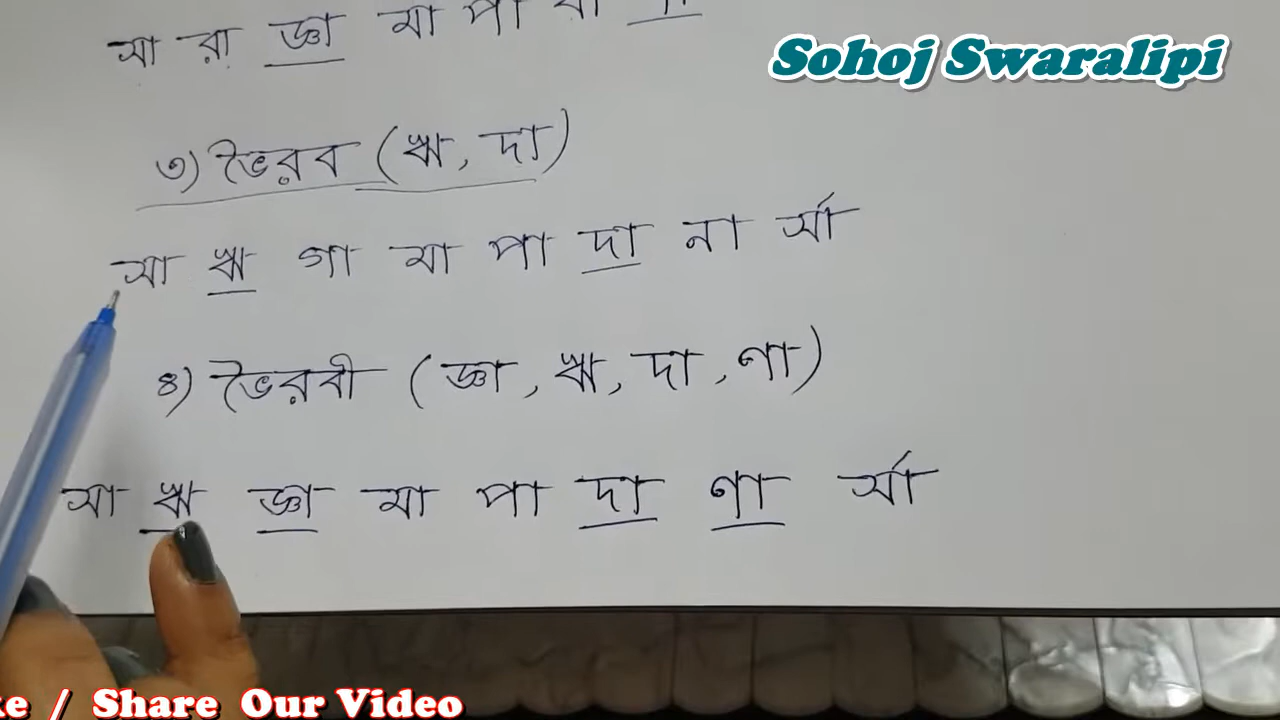 সা রা জ্ঞা মা পা
Sohoj Swaralipi
৩) ভৈরব (ঋ, দা)
সা ঋ গা মা পা দা না র্সা
৪) ভৈরবী (জ্ঞা, ঋ, দা, ণা)
সা ঋ জ্ঞা মা পা দা ণা র্সা
/ Share Our Video